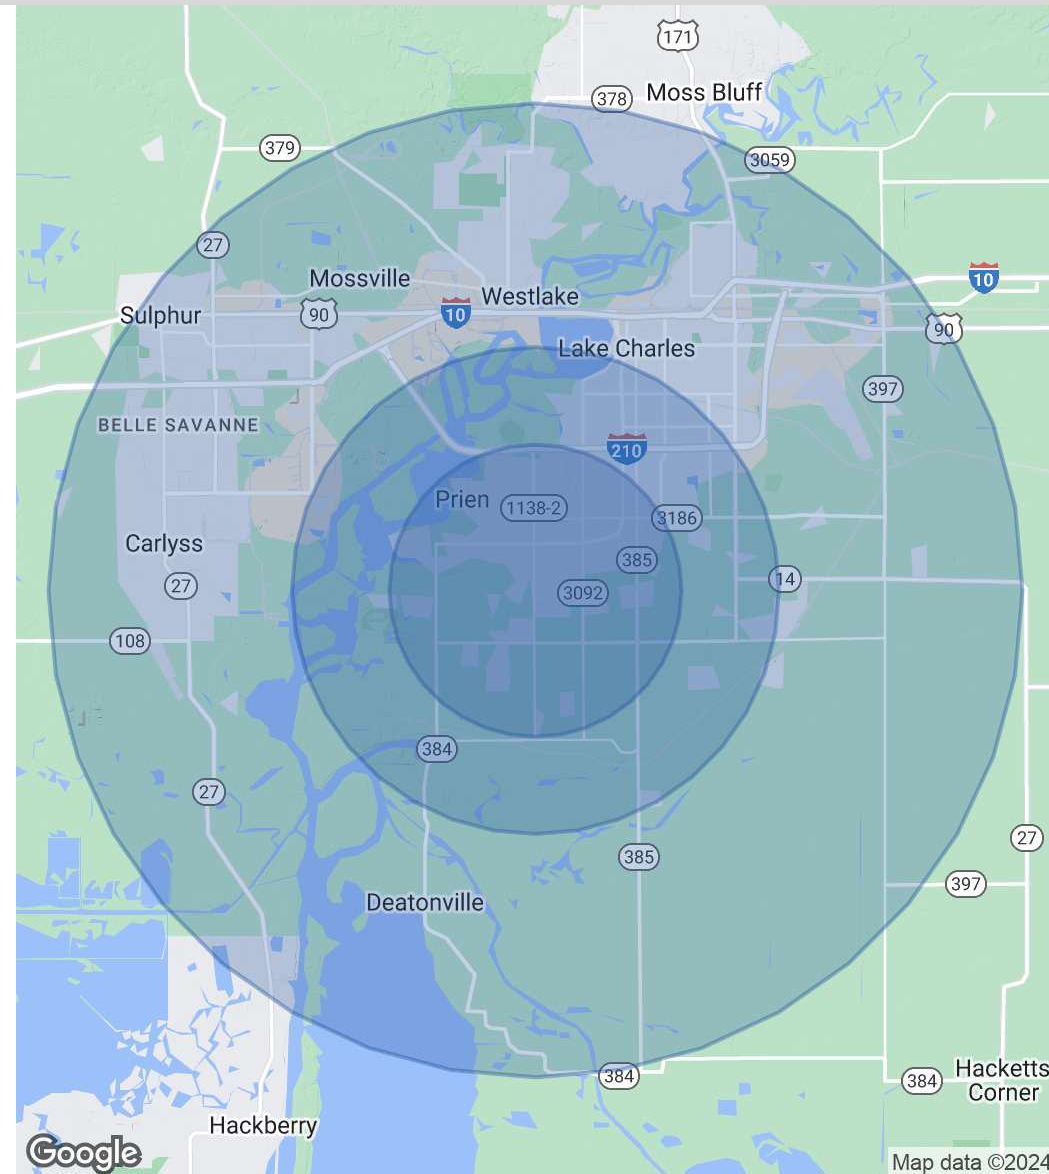 171
378
Moss Bluff
379
3059
27
Mossville
10
Westlake
Sulphur
90
10
90
Lake Charles
397
BELLE SAVANNE
210
Prien
1138-2
3186
Carlyss
385
27
3092
14
108
384
27
385
27
397
Deatonville
384
384
Hacketts
Corner
Hackberry
Google
Map data ©2024